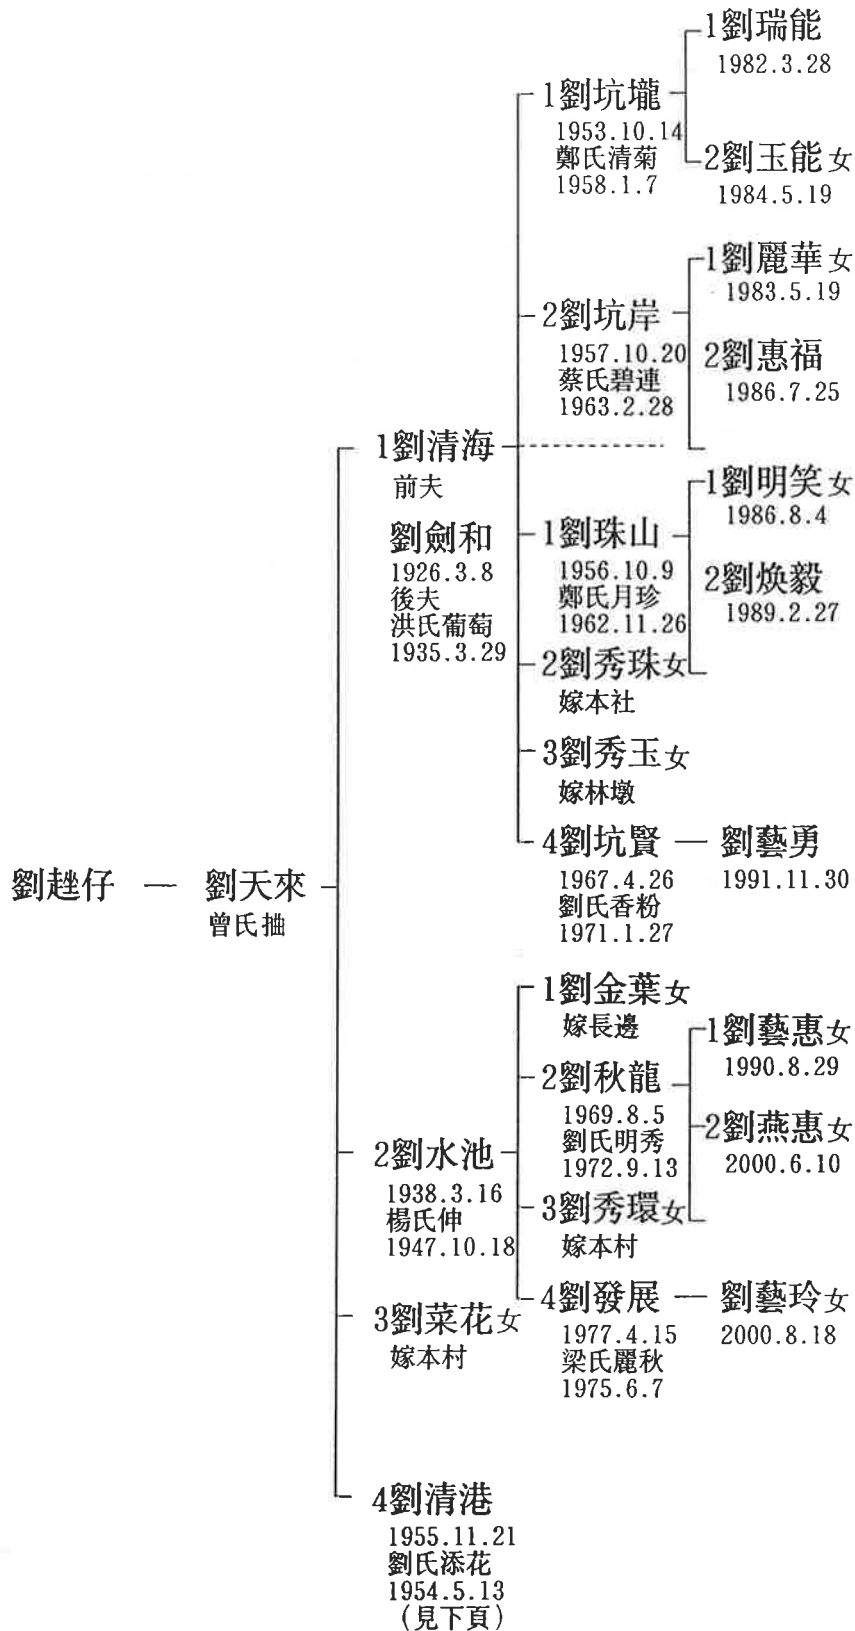 劉趖仔 — 劉天來
曾氏抽
1劉清海
前夫
劉劍和
1926.3.8
後夫
洪氏葡萄
1935.3.29
1劉坑壠
1953.10.14
鄭氏清菊
1958.1.7
1劉瑞能
1982.3.28
2劉玉能女
1984.5.19
2劉坑岸
1957.10.20
蔡氏碧連
1963.2.28
1劉麗華女
1983.5.19
2劉惠福
1986.7.25
1劉珠山
1956.10.9
鄭氏月珍
1962.11.26
1劉明笑女
1986.8.4
2劉煥毅
1989.2.27
2劉秀珠女
嫁本社
3劉秀玉女
嫁林墩
4劉坑賢 — 劉藝勇
1967.4.26
劉氏香粉
1971.1.27
1991.11.30
2劉水池
1938.3.16
楊氏伸
1947.10.18
1劉金葉女
嫁長邊
2劉秋龍
1969.8.5
劉氏明秀
1972.9.13
1劉藝惠女
1990.8.29
2劉燕惠女
2000.6.10
3劉秀環女
嫁本村
4劉發展 — 劉藝玲女
1977.4.15
梁氏麗秋
1975.6.7
2000.8.18
3劉菜花女
嫁本村
4劉清港
1955.11.21
劉氏添花
1954.5.13
(見下頁)